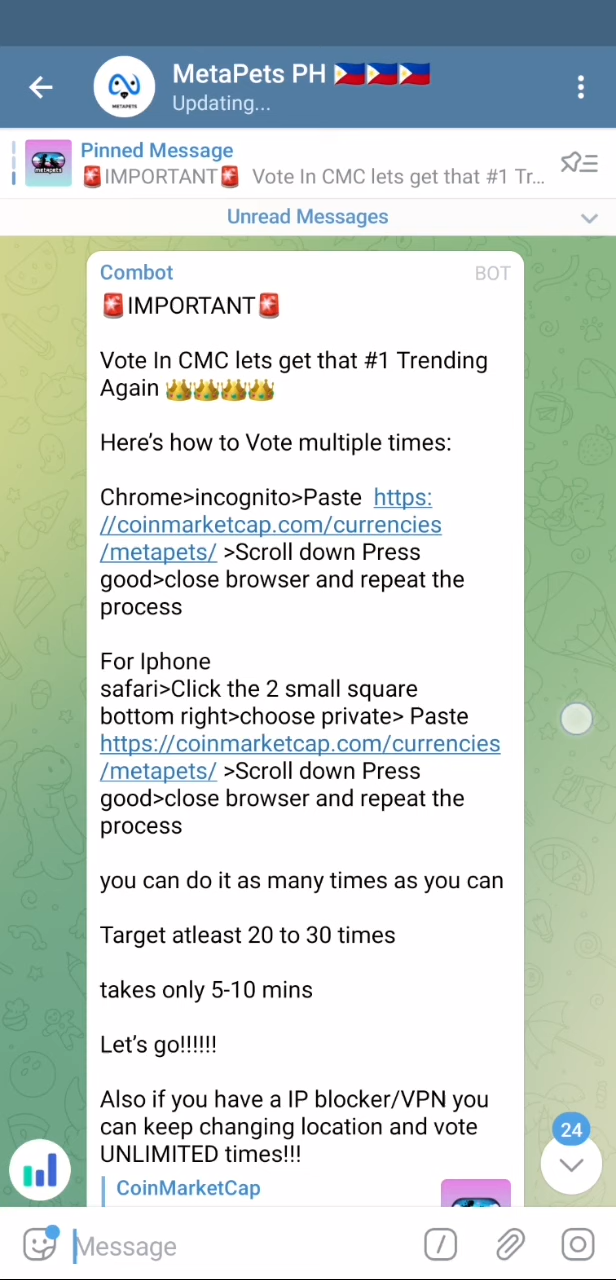 MetaPets PH 🇵🇭🇵🇭🇵🇭
Updating...
METAPETS
Pinned Message
🚨IMPORTANT🚨 Vote In CMC lets get that #1 Tr...
metapets
Unread Messages
Combot BOT
🚨IMPORTANT🚨
Vote In CMC lets get that #1 Trending
Again 👑👑👑👑
Here's how to Vote multiple times:
Chrome>incognito>Paste https:
//coinmarketcap.com/currencies
/metapets/ >Scroll down Press
good>close browser and repeat the
process
For Iphone
safari>Click the 2 small square
bottom right>choose private> Paste
https://coinmarketcap.com/currencies
/metapets/ >Scroll down Press
good>close browser and repeat the
process
you can do it as many times as you can
Target atleast 20 to 30 times
takes only 5-10 mins
Let's go!!!!!!
Also if you have a IP blocker/VPN you
can keep changing location and vote
UNLIMITED times!!!
CoinMarketCap
24
Message